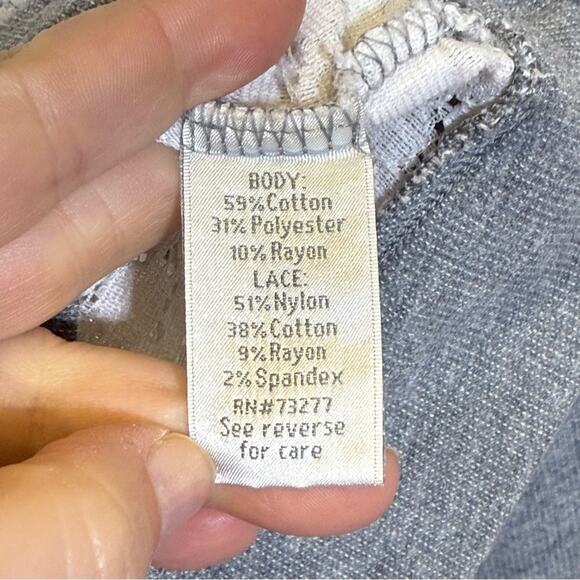 BODY:
59%Cotton
31%Polyester
10%Rayon
LACE:
51%Nylon
38%Cotton
9%Rayon
2%Spandex
RN#73277
See reverse
for care